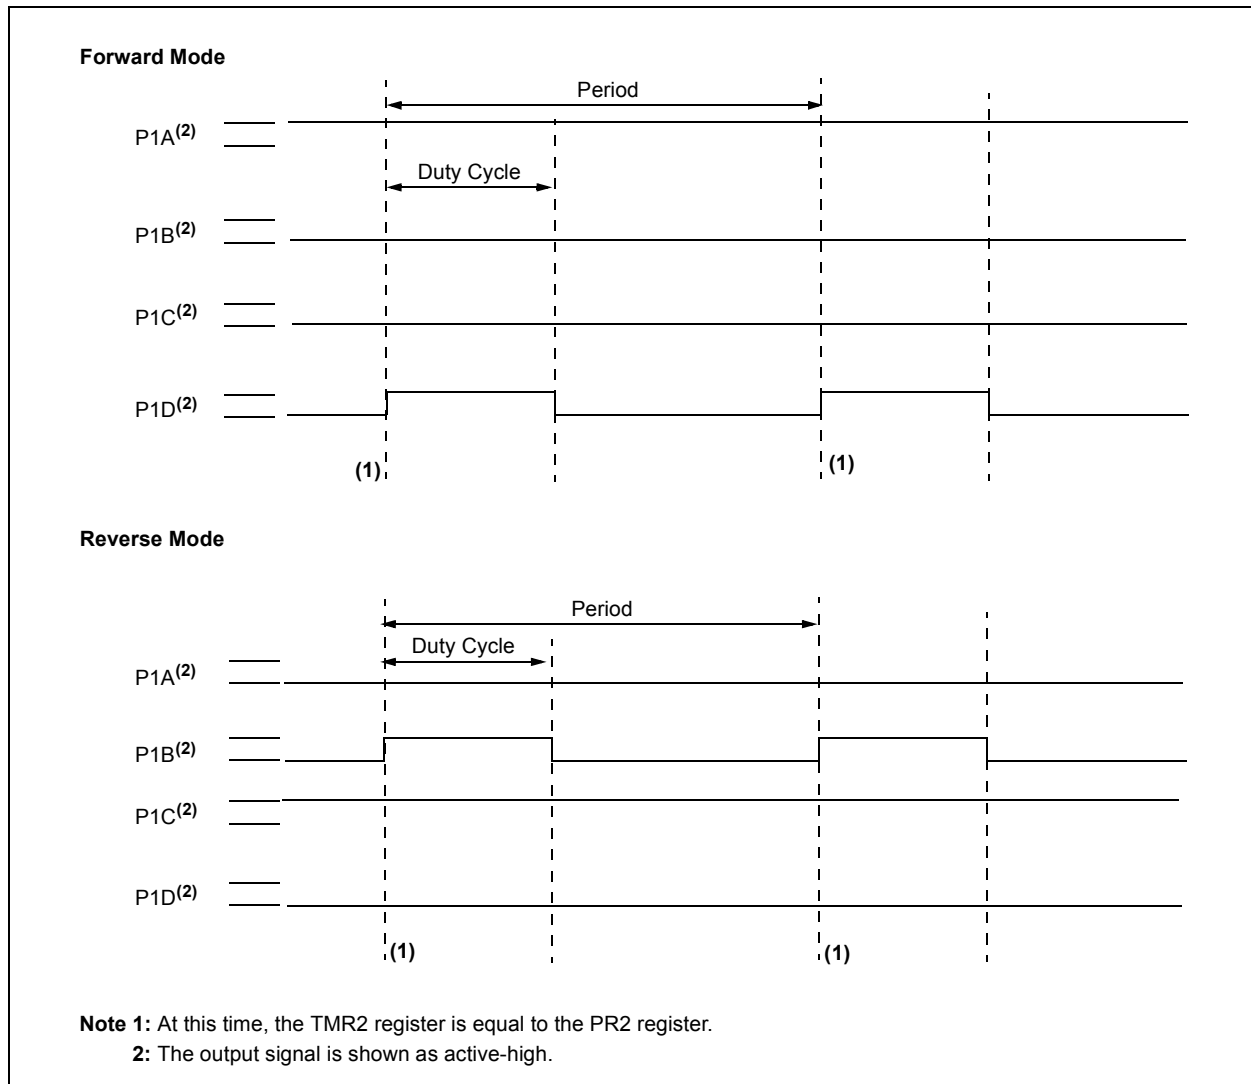 Forward Mode
Period
P1A(2)
Duty Cycle
P1B(2)
P1C(2)
P1D(2)
(1)
(1)
Reverse Mode
Period
Duty Cycle
P1A(2)
P1B(2)
P1C(2)
P1D(2)
(1)
(1)
Note 1: At this time, the TMR2 register is equal to the PR2 register.
2: The output signal is shown as active-high.